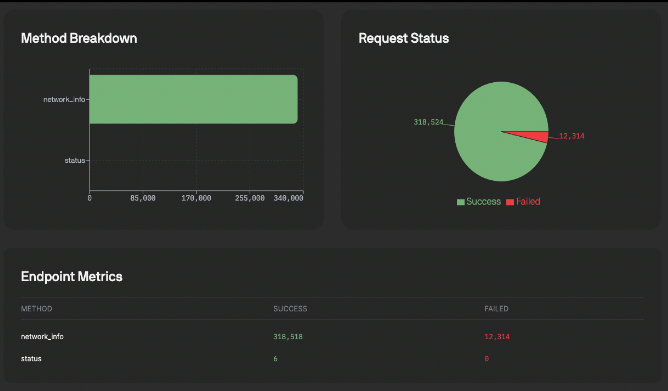 Method Breakdown
network_info
status
0 85,000 170,000 255,000 340,000
Request Status
318,524
12,314
Success Failed
Endpoint Metrics
METHOD SUCCESS FAILED
network_info 318,518 12,314
status 6 0